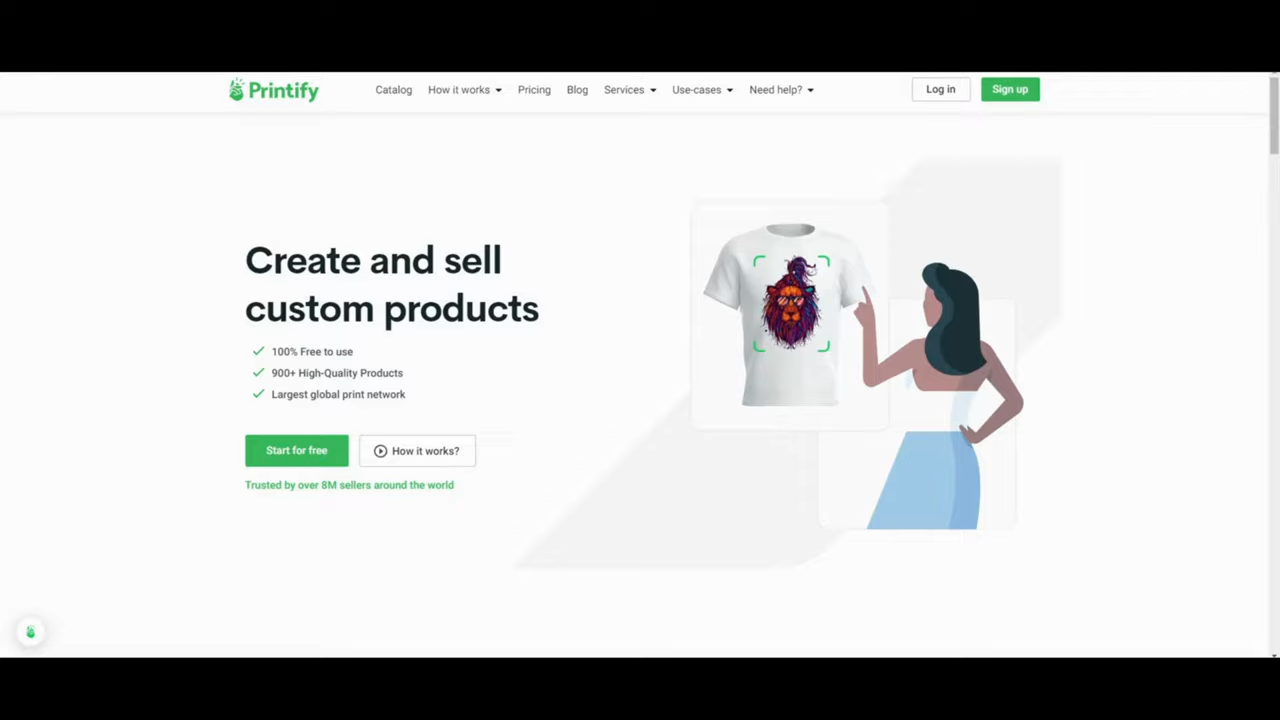 Printify
Catalog
How it works
Pricing
Blog
Services
Use-cases
Need help?
Log in
Sign up
Create and sell
custom products
100% Free to use
900+ High-Quality Products
Largest global print network
Start for free
How it works?
Trusted by over 8M sellers around the world